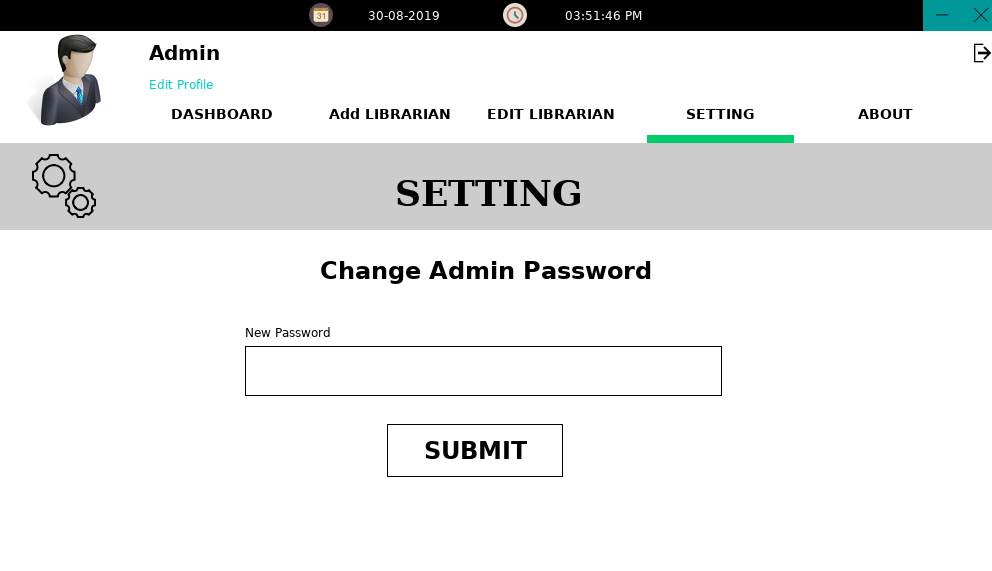 31 30-08-2019 03:51:46 PM
Admin
Edit Profile
DASHBOARD Add LIBRARIAN EDIT LIBRARIAN SETTING ABOUT
SETTING
Change Admin Password
New Password
SUBMIT